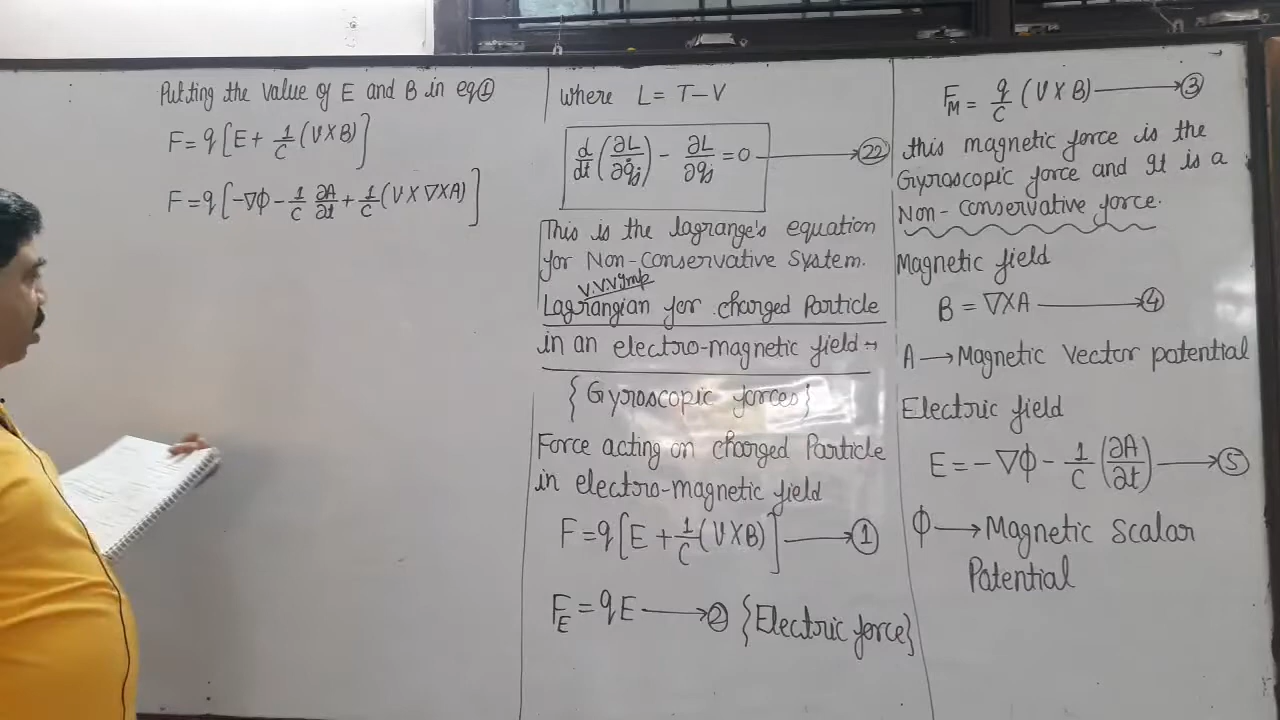 Putting the value of E and B in eq①
F = q[E + 1/C (V×B)]
F = q[-∇Φ - 1/C ∂A/∂t + 1/C (V×∇×A)]
where L = T-V
d/dt (∂L/∂q̇j) - ∂L/∂qj = 0 → ㉒
This is the lagrange's equation
for Non-conservative System.
V.V.V.Imp
Lagrangian for charged Particle
in an electro-magnetic field →
{Gyroscopic forces}
Force acting on charged Particle
in electro-magnetic field
F = q[E + 1/C (V×B)] → ①
F_E = qE → ② {Electric force}
F_M = q/C (V×B) → ③
this magnetic force is the
Gyroscopic force and It is a
Non-conservative force.
Magnetic field
B = ∇×A → ④
A → Magnetic Vector potential
Electric field
E = -∇Φ - 1/C (∂A/∂t) → ⑤
Φ → Magnetic Scalar
Potential